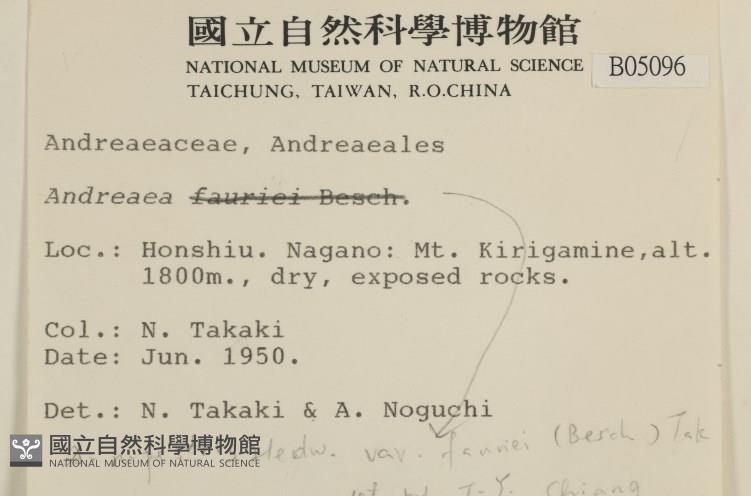 國立自然科學博物館
NATIONAL MUSEUM OF NATURAL SCIENCE B05096
TAICHUNG, TAIWAN, R.O.CHINA
Andreaeaceae, Andreaeales
Andreaea fauriei Besch.
Loc.: Honshiu. Nagano: Mt. Kirigamine,alt.
1800m., dry, exposed rocks.
Col.: N. Takaki
Date: Jun. 1950.
Det.: N. Takaki & A. Noguchi
Hedw. var. fauriei (Besch) Tak
T.-Y. Chiang
國立自然科學博物館
NATIONAL MUSEUM OF NATURAL SCIENCE